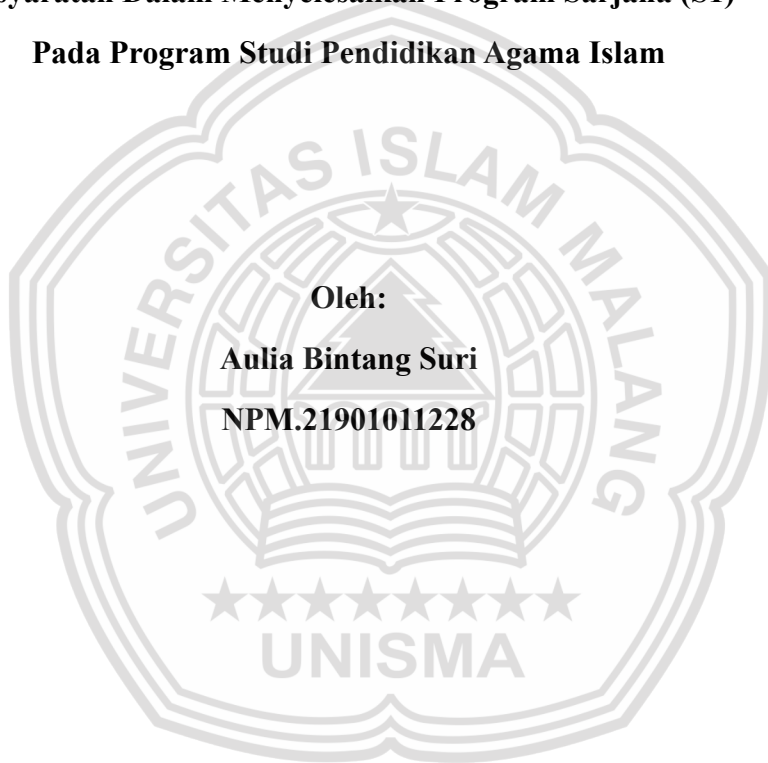 syaratan Dalam Menyelesaikan Program Sarjana (S1)
Pada Program Studi Pendidikan Agama Islam
UNIVERSITAS ISLAM MALANG
Oleh:
Aulia Bintang Suri
NPM.21901011228
UNISMA